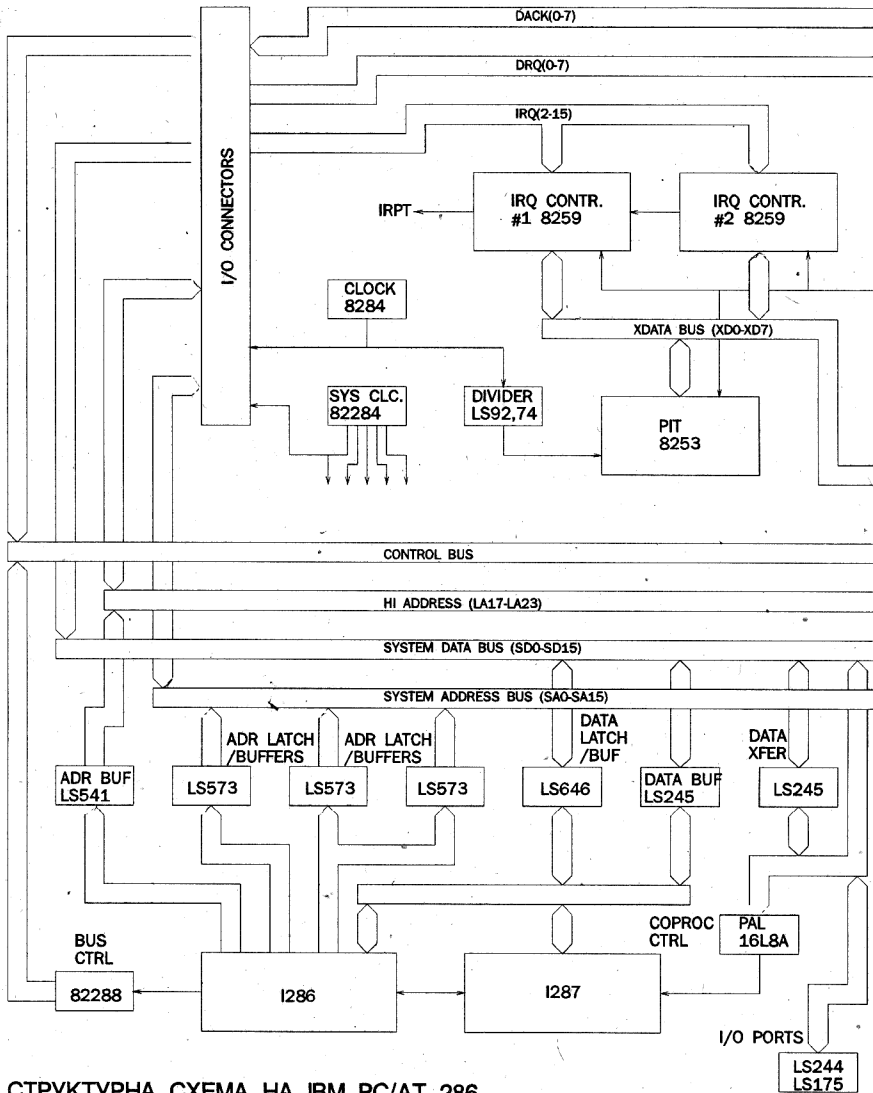 DACK(0-7)
DRQ(0-7)
IRQ(2-15)
I/O CONNECTORS
IRPT
IRQ CONTR.
#1 8259
IRQ CONTR.
#2 8259
CLOCK
8284
XDATA BUS (XD0-XD7)
SYS CLC.
82284
DIVIDER
LS92,74
PIT
8253
CONTROL BUS
HI ADDRESS (LA17-LA23)
SYSTEM DATA BUS (SD0-SD15)
SYSTEM ADDRESS BUS (SA0-SA15)
ADR LATCH
/BUFFERS
ADR LATCH
/BUFFERS
DATA
LATCH
/BUF
DATA
XFER
ADR BUF
LS541
LS573
LS573
LS573
LS646
DATA BUF
LS245
LS245
BUS
CTRL
82288
I286
I287
COPROC
CTRL
PAL
16L8A
I/O PORTS
LS244
LS175
СТРУКТУРНА СХЕМА НА IBM PC/AT 286